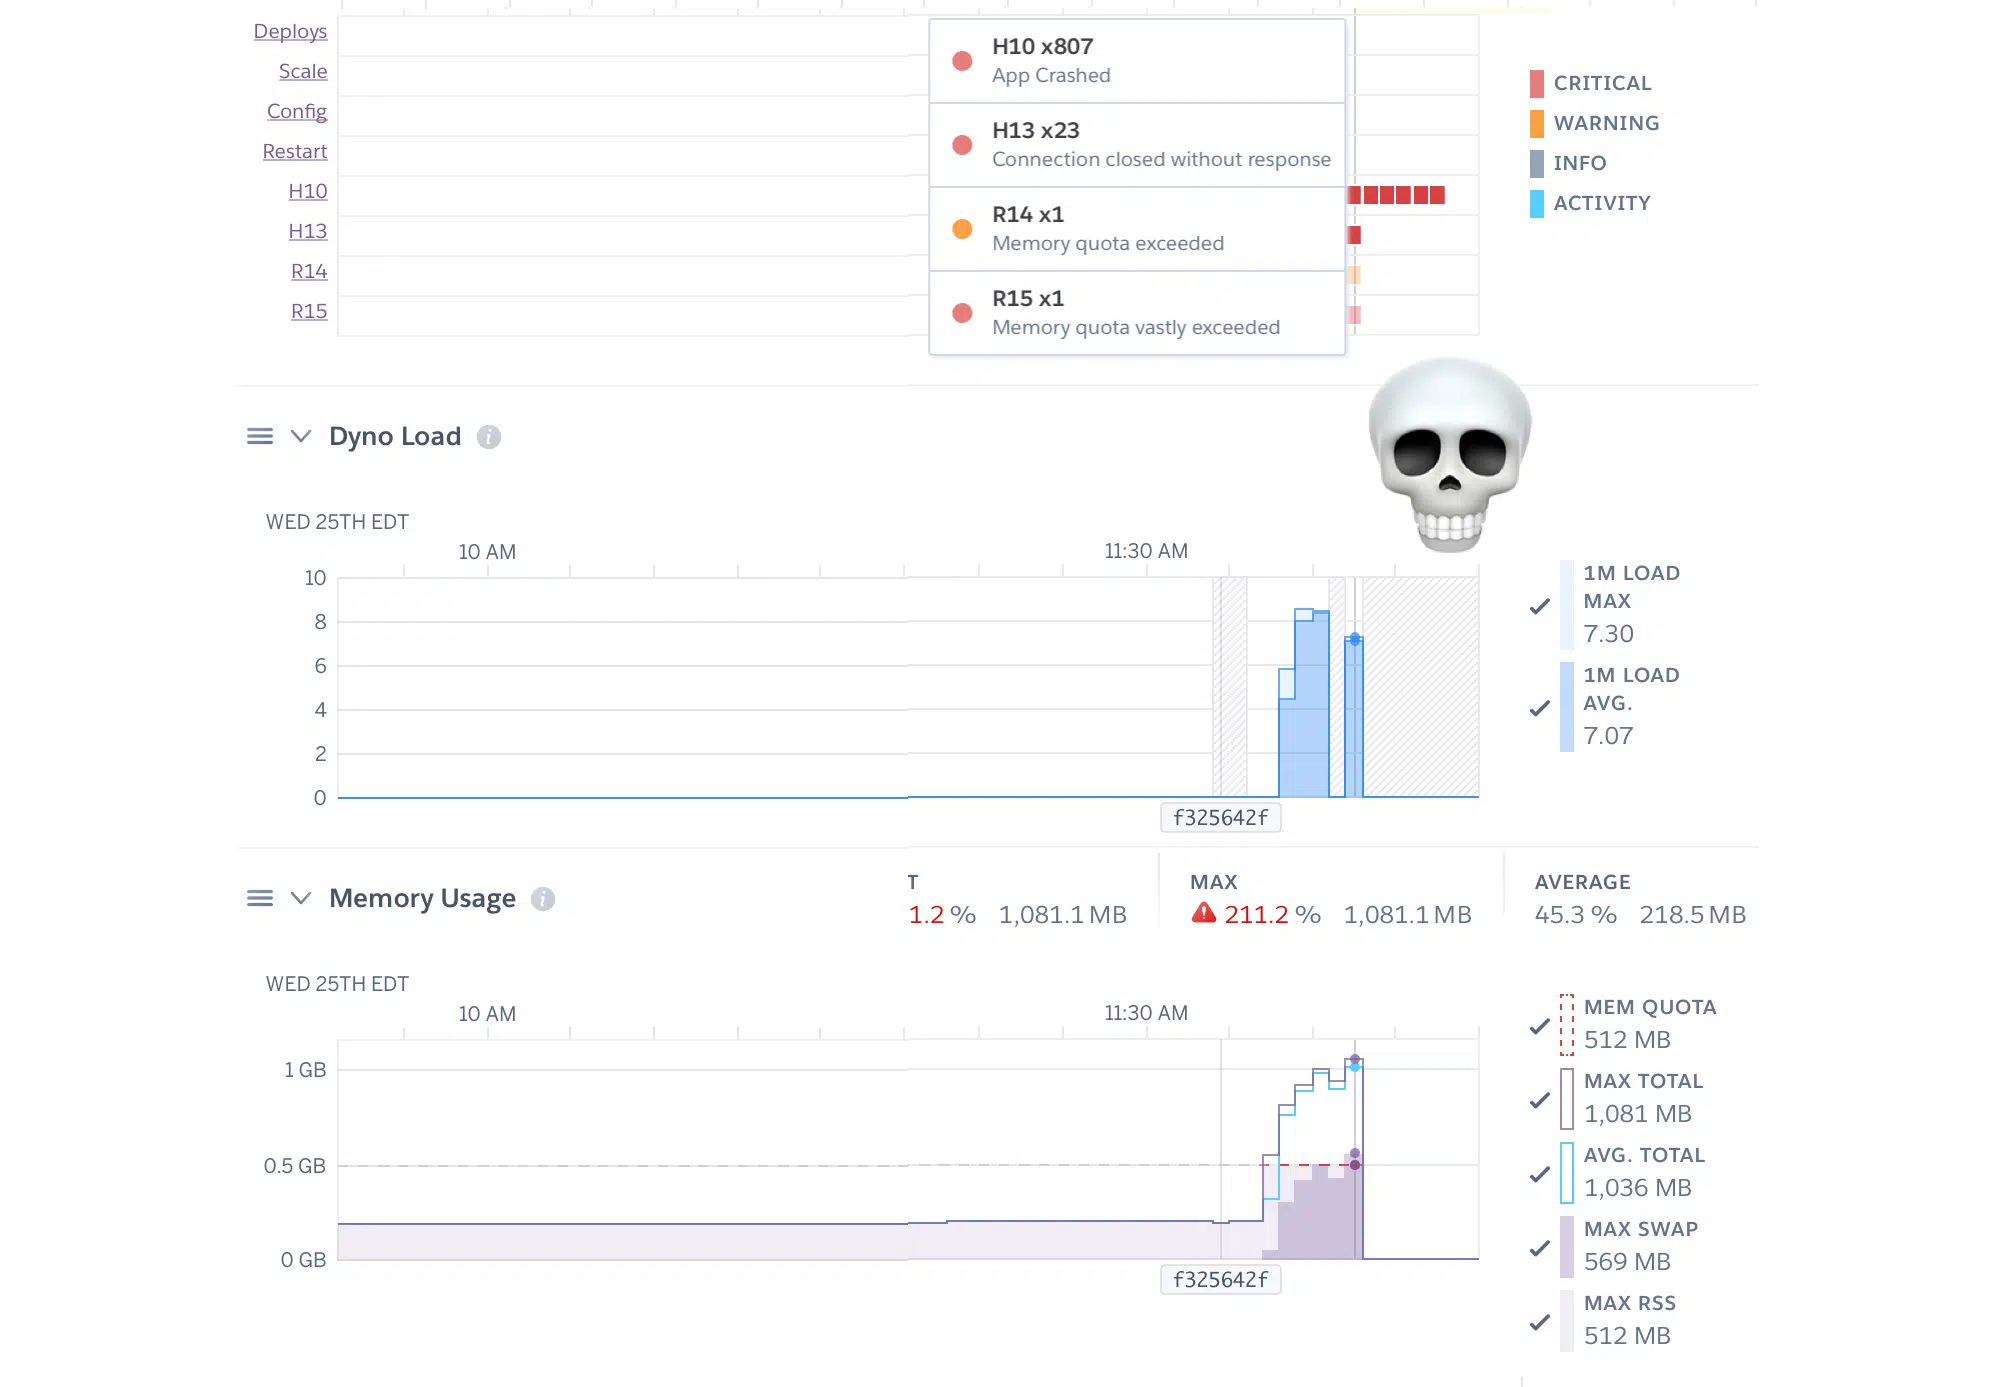 Deploys
Scale
Config
Restart
H10
H13
R14
R15
H10 x807
App Crashed
H13 x23
Connection closed without response
R14 x1
Memory quota exceeded
R15 x1
Memory quota vastly exceeded
CRITICAL
WARNING
INFO
ACTIVITY
Dyno Load
WED 25TH EDT
10 AM
11:30 AM
10
8
6
4
2
0
f325642f
1M LOAD
MAX
7.30
1M LOAD
AVG.
7.07
Memory Usage
T
1.2 % 1,081.1 MB
MAX
211.2 % 1,081.1 MB
AVERAGE
45.3 % 218.5 MB
WED 25TH EDT
10 AM
11:30 AM
1 GB
0.5 GB
0 GB
f325642f
MEM QUOTA
512 MB
MAX TOTAL
1,081 MB
AVG. TOTAL
1,036 MB
MAX SWAP
569 MB
MAX RSS
512 MB